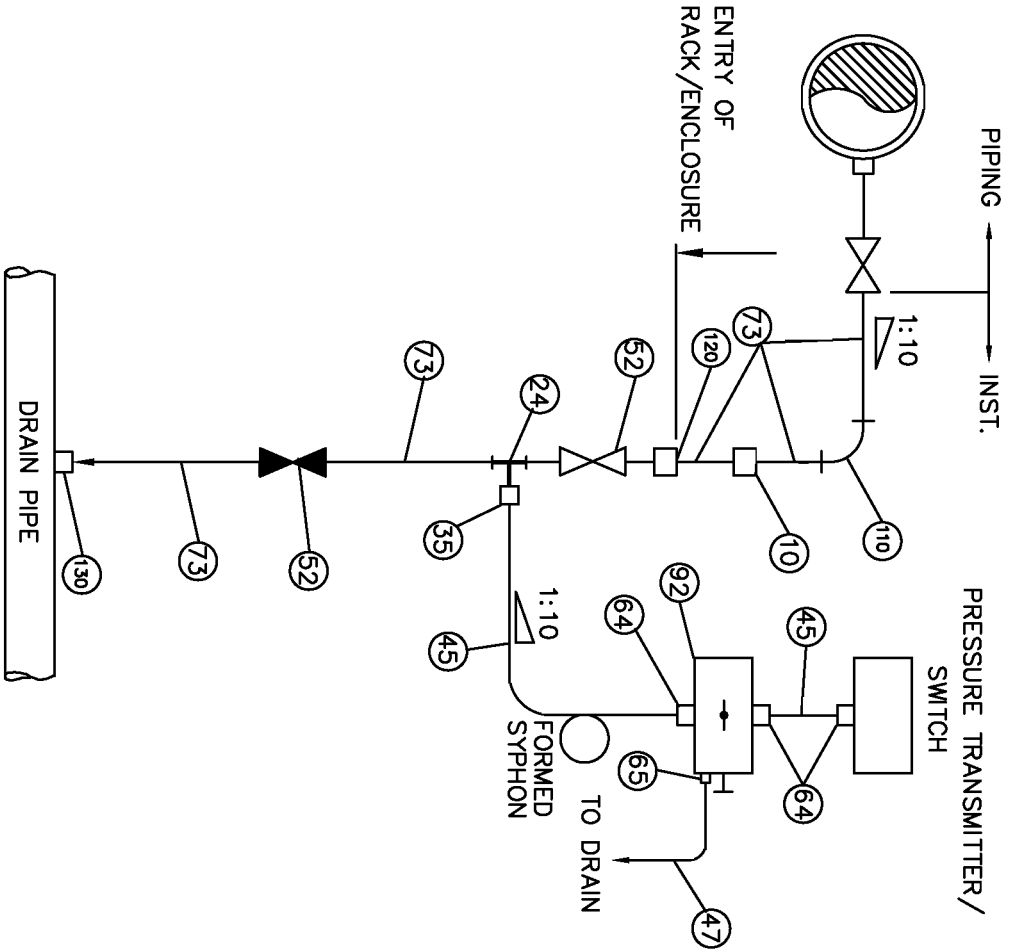 PIPING
INST.
ENTRY OF
RACK/ENCLOSURE
1:10
73
120
52
110
10
24
73
35
52
73
130
DRAIN PIPE
1:10
45
PRESSURE TRANSMITTER/
SWITCH
45
92
64
64
65
FORMED
SYPHON
TO DRAIN
47